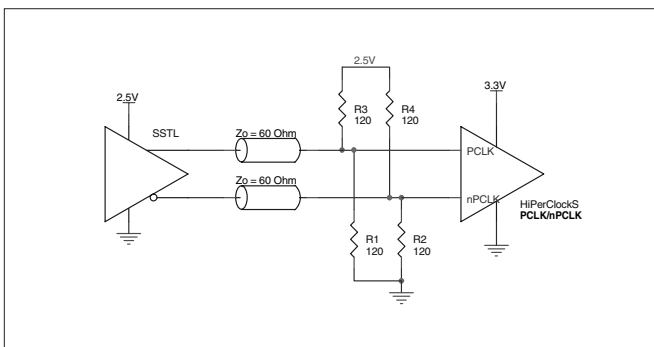 2.5V
2.5V
3.3V
SSTL
R3
120
R4
120
Zo = 60 Ohm
PCLK
Zo = 60 Ohm
nPCLK
HiPerClockS
PCLK/nPCLK
R1
120
R2
120